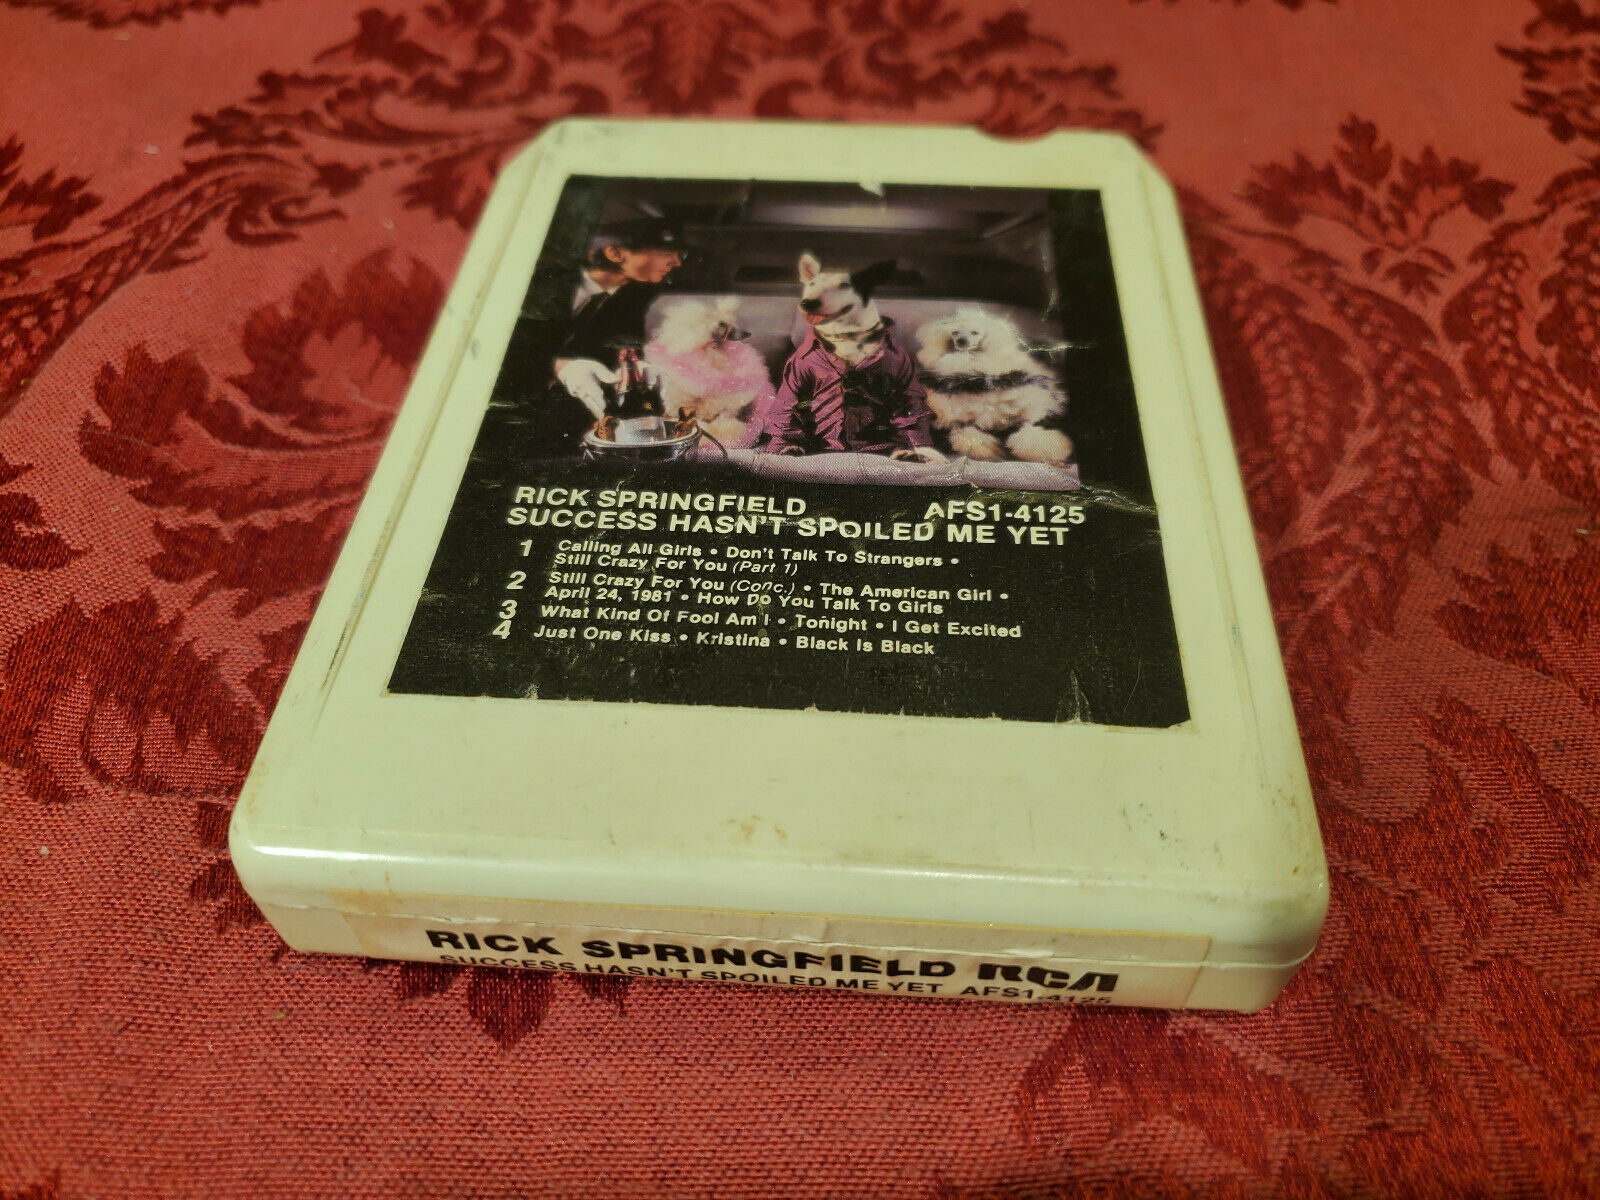 RICK SPRINGFIELD AFS1-4125
SUCCESS HASN'T SPOILED ME YET
1 Calling All Girls • Don't Talk To Strangers •
Still Crazy For You (Part 1)
2 Still Crazy For You (Conc.) • The American Girl •
April 24, 1981 • How Do You Talk To Girls
3 What Kind Of Fool Am I • Tonight • I Get Excited
4 Just One Kiss • Kristina • Black Is Black
RICK SPRINGFIELD RCA
SUCCESS HASN'T SPOILED ME YET AFS1-4125